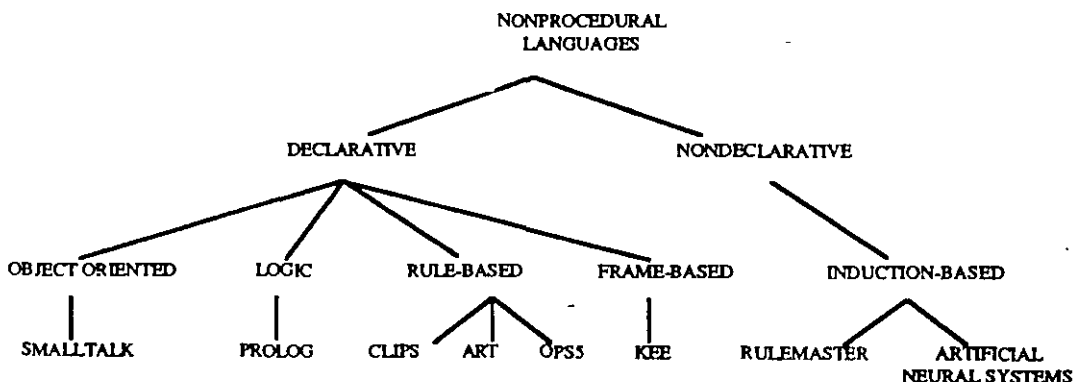 NONPROCEDURAL
LANGUAGES
DECLARATIVE
NONDECLARATIVE
OBJECT ORIENTED
LOGIC
RULE-BASED
FRAME-BASED
INDUCTION-BASED
SMALLTALK
PROLOG
CLIPS
ART
OPS5
KEE
RULEMASTER
ARTIFICIAL
NEURAL SYSTEMS